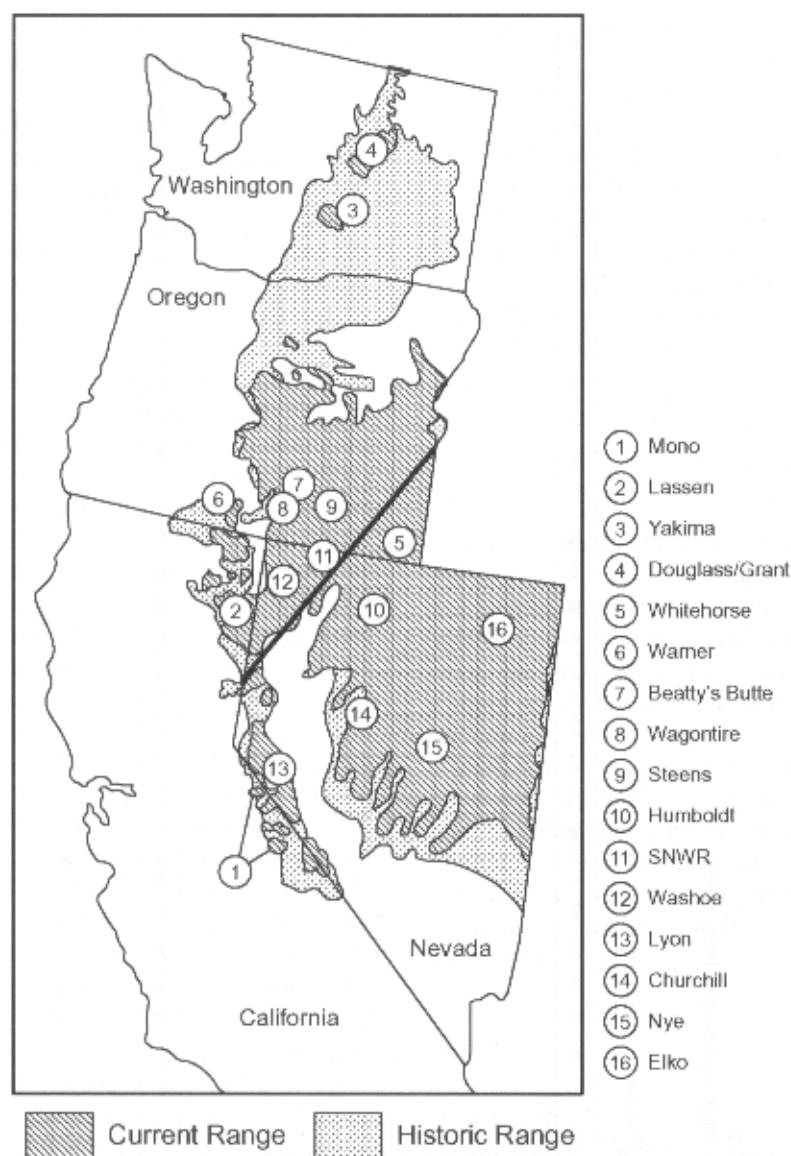 Washington
4
3
Oregon
7
6
8
9
11
5
12
2
10
16
14
15
13
1
Nevada
California
1 Mono
2 Lassen
3 Yakima
4 Douglass/Grant
5 Whitehorse
6 Warner
7 Beatty's Butte
8 Wagontire
9 Steens
10 Humboldt
11 SNWR
12 Washoe
13 Lyon
14 Churchill
15 Nye
16 Elko
Current Range
Historic Range